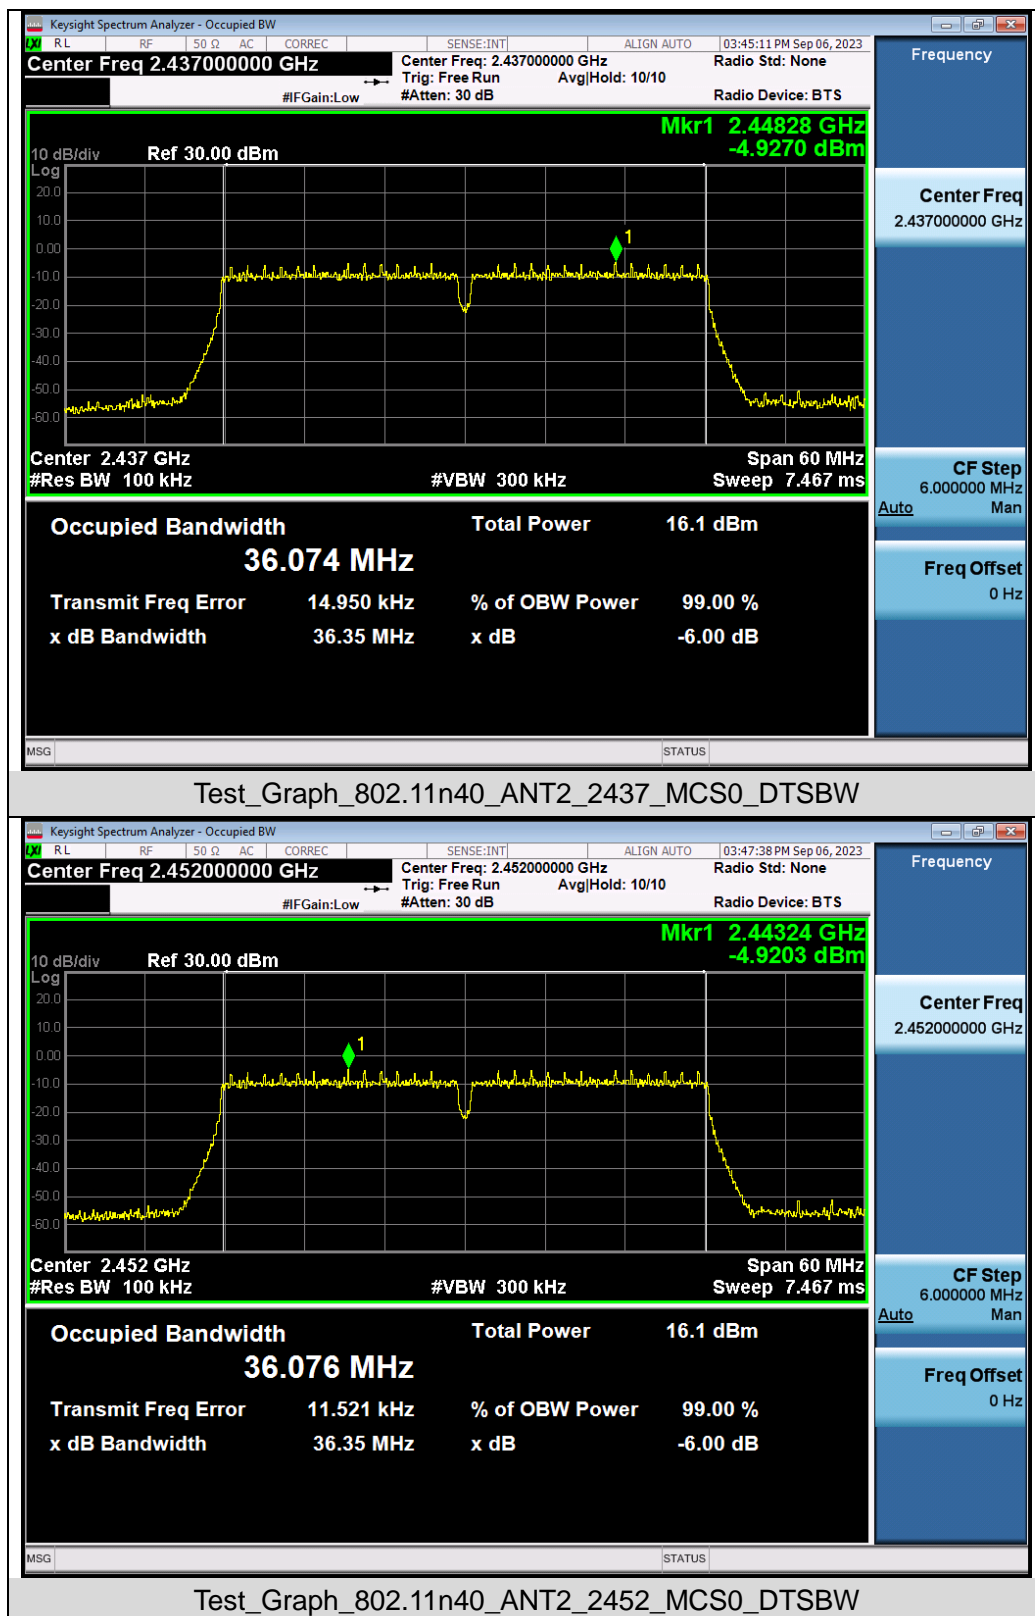 Keysight Spectrum Analyzer - Occupied BW
LXI RL RF 50 Ω AC CORREC SENSE:INT ALIGN AUTO 03:45:11 PM Sep 06, 2023
Center Freq 2.437000000 GHz
Center Freq: 2.437000000 GHz
Radio Std: None
Trig: Free Run Avg|Hold: 10/10
#IFGain:Low
#Atten: 30 dB
Radio Device: BTS
Frequency
Mkr1 2.44828 GHz
-4.9270 dBm
10 dB/div Ref 30.00 dBm
Log
20.0
10.0
0.00
-10.0
-20.0
-30.0
-40.0
-50.0
-60.0
1
Center Freq
2.437000000 GHz
Center 2.437 GHz
Span 60 MHz
#Res BW 100 kHz
#VBW 300 kHz
Sweep 7.467 ms
CF Step
6.000000 MHz
Auto Man
Occupied Bandwidth
36.074 MHz
Total Power 16.1 dBm
Transmit Freq Error 14.950 kHz
% of OBW Power 99.00 %
x dB Bandwidth 36.35 MHz
x dB -6.00 dB
Freq Offset
0 Hz
MSG
STATUS
Test_Graph_802.11n40_ANT2_2437_MCS0_DTSBW
Keysight Spectrum Analyzer - Occupied BW
LXI RL RF 50 Ω AC CORREC SENSE:INT ALIGN AUTO 03:47:38 PM Sep 06, 2023
Center Freq 2.452000000 GHz
Center Freq: 2.452000000 GHz
Radio Std: None
Trig: Free Run Avg|Hold: 10/10
#IFGain:Low
#Atten: 30 dB
Radio Device: BTS
Frequency
Mkr1 2.44324 GHz
-4.9203 dBm
10 dB/div Ref 30.00 dBm
Log
20.0
10.0
0.00
-10.0
-20.0
-30.0
-40.0
-50.0
-60.0
1
Center Freq
2.452000000 GHz
Center 2.452 GHz
Span 60 MHz
#Res BW 100 kHz
#VBW 300 kHz
Sweep 7.467 ms
CF Step
6.000000 MHz
Auto Man
Occupied Bandwidth
36.076 MHz
Total Power 16.1 dBm
Transmit Freq Error 11.521 kHz
% of OBW Power 99.00 %
x dB Bandwidth 36.35 MHz
x dB -6.00 dB
Freq Offset
0 Hz
MSG
STATUS
Test_Graph_802.11n40_ANT2_2452_MCS0_DTSBW